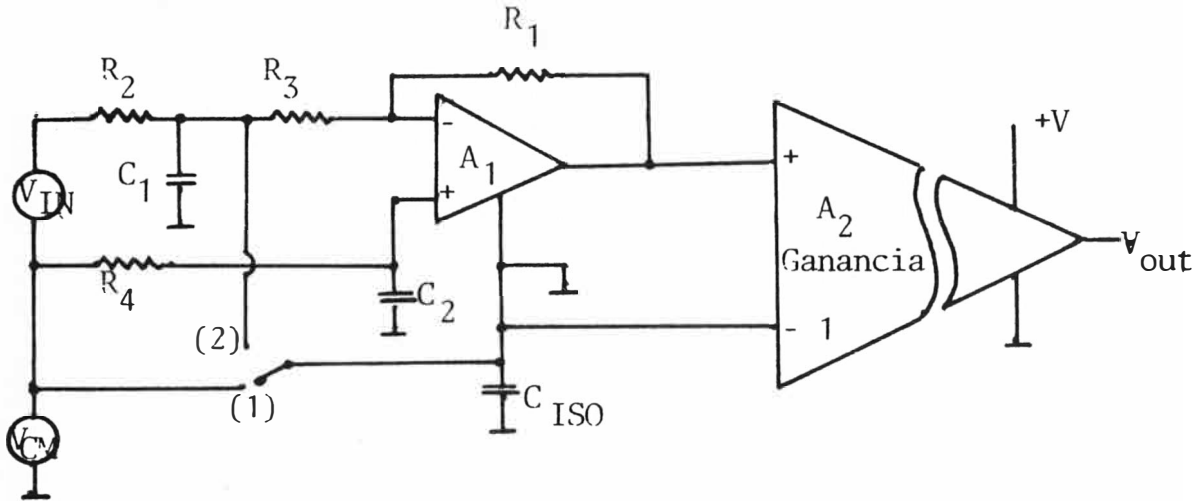 R1
R2
R3
-
A1
+
C1
VIN
R4
C2
(2)
(1)
CISO
VCM
+
A2
Ganancia
- 1
+V
Vout